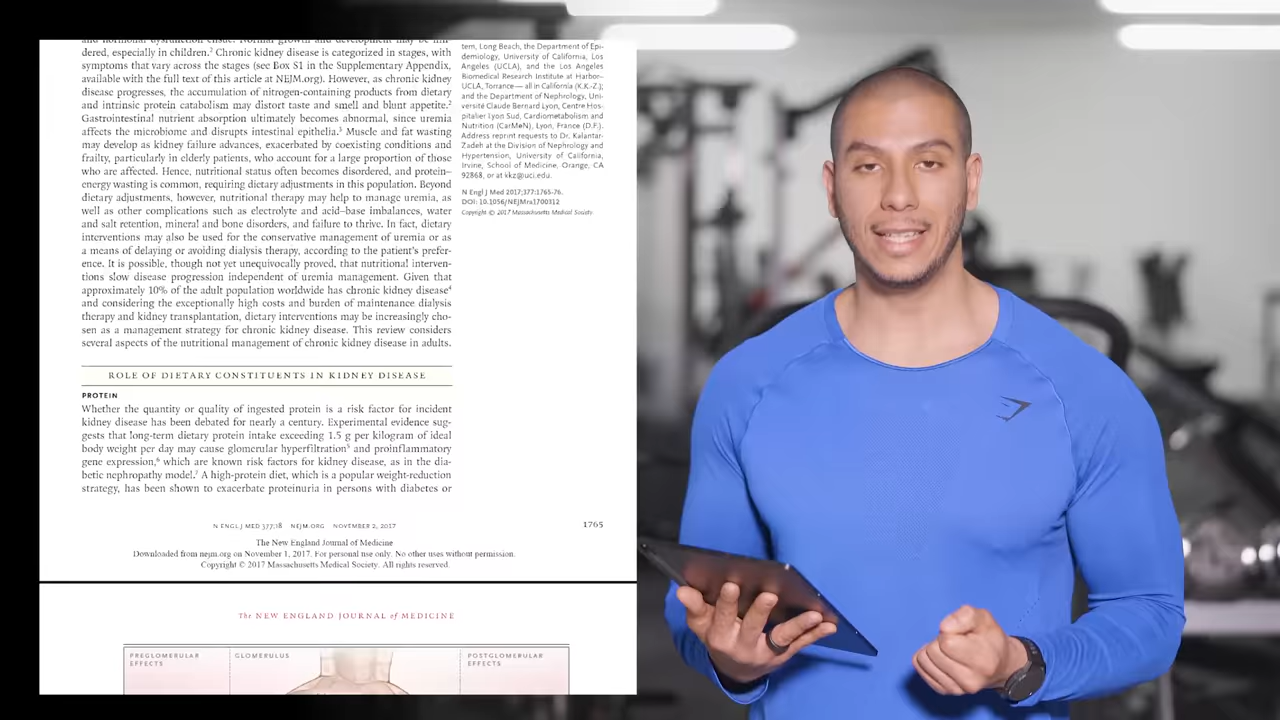 dered, especially in children.² Chronic kidney disease is categorized in stages, with
symptoms that vary across the stages (see Box S1 in the Supplementary Appendix,
available with the full text of this article at NEJM.org). However, as chronic kidney
disease progresses, the accumulation of nitrogen-containing products from dietary
and intrinsic protein catabolism may distort taste and smell and blunt appetite.²
Gastrointestinal nutrient absorption ultimately becomes abnormal, since uremia
affects the microbiome and disrupts intestinal epithelia.³ Muscle and fat wasting
may develop as kidney failure advances, exacerbated by coexisting conditions and
frailty, particularly in elderly patients, who account for a large proportion of those
who are affected. Hence, nutritional status often becomes disordered, and protein–
energy wasting is common, requiring dietary adjustments in this population. Beyond
dietary adjustments, however, nutritional therapy may help to manage uremia, as
well as other complications such as electrolyte and acid–base imbalances, water
and salt retention, mineral and bone disorders, and failure to thrive. In fact, dietary
interventions may also be used for the conservative management of uremia or as
a means of delaying or avoiding dialysis therapy, according to the patient's prefer-
ence. It is possible, though not yet unequivocally proved, that nutritional interven-
tions slow disease progression independent of uremia management. Given that
approximately 10% of the adult population worldwide has chronic kidney disease⁴
and considering the exceptionally high costs and burden of maintenance dialysis
therapy and kidney transplantation, dietary interventions may be increasingly cho-
sen as a management strategy for chronic kidney disease. This review considers
several aspects of the nutritional management of chronic kidney disease in adults.
ROLE OF DIETARY CONSTITUENTS IN KIDNEY DISEASE
PROTEIN
Whether the quantity or quality of ingested protein is a risk factor for incident
kidney disease has been debated for nearly a century. Experimental evidence sug-
gests that long-term dietary protein intake exceeding 1.5 g per kilogram of ideal
body weight per day may cause glomerular hyperfiltration⁵ and proinflammatory
gene expression,⁶ which are known risk factors for kidney disease, as in the dia-
betic nephropathy model.⁷ A high-protein diet, which is a popular weight-reduction
strategy, has been shown to exacerbate proteinuria in persons with diabetes or
tem, Long Beach, the Department of Epi-
demiology, University of California, Los
Angeles (UCLA), and the Los Angeles
Biomedical Research Institute at Harbor–
UCLA, Torrance — all in California (K.K.-Z.);
and the Department of Nephrology, Uni-
versité Claude Bernard Lyon, Centre Hos-
pitalier Lyon Sud, Cardiometabolism and
Nutrition (CarMeN), Lyon, France (D.F.).
Address reprint requests to Dr. Kalantar-
Zadeh at the Division of Nephrology and
Hypertension, University of California,
Irvine, School of Medicine, Orange, CA
92868, or at kkz@uci.edu.
N Engl J Med 2017;377:1765-76.
DOI: 10.1056/NEJMra1700312
Copyright © 2017 Massachusetts Medical Society.
N ENGL J MED 377;18 NEJM.ORG NOVEMBER 2, 2017
1765
The New England Journal of Medicine
Downloaded from nejm.org on November 1, 2017. For personal use only. No other uses without permission.
Copyright © 2017 Massachusetts Medical Society. All rights reserved.
The NEW ENGLAND JOURNAL of MEDICINE
PREGLOMERULAR
EFFECTS
GLOMERULUS
POSTGLOMERULAR
EFFECTS